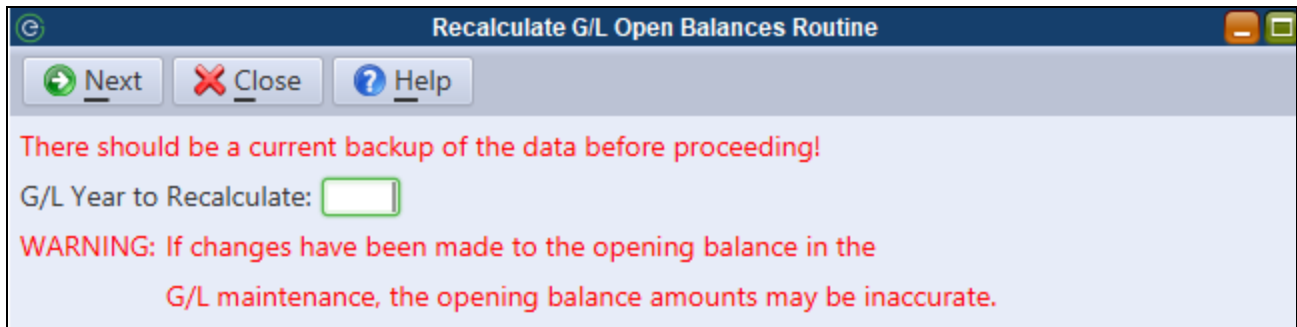 Recalculate G/L Open Balances Routine
Next Close Help
There should be a current backup of the data before proceeding!
G/L Year to Recalculate:
WARNING: If changes have been made to the opening balance in the
G/L maintenance, the opening balance amounts may be inaccurate.